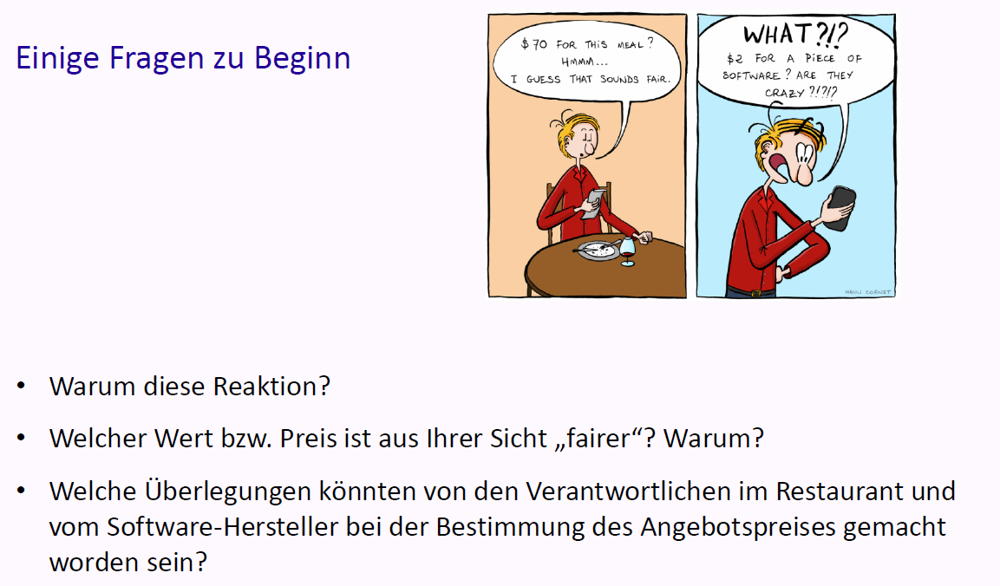 Einige Fragen zu Beginn
$70 FOR THIS MEAL?
HMMM...
I GUESS THAT SOUNDS FAIR.
WHAT?!?
$2 FOR A PIECE OF
SOFTWARE? ARE THEY
CRAZY?!?!?
MANU CORNET
• Warum diese Reaktion?
• Welcher Wert bzw. Preis ist aus Ihrer Sicht „fairer“? Warum?
• Welche Überlegungen könnten von den Verantwortlichen im Restaurant und
vom Software-Hersteller bei der Bestimmung des Angebotspreises gemacht
worden sein?